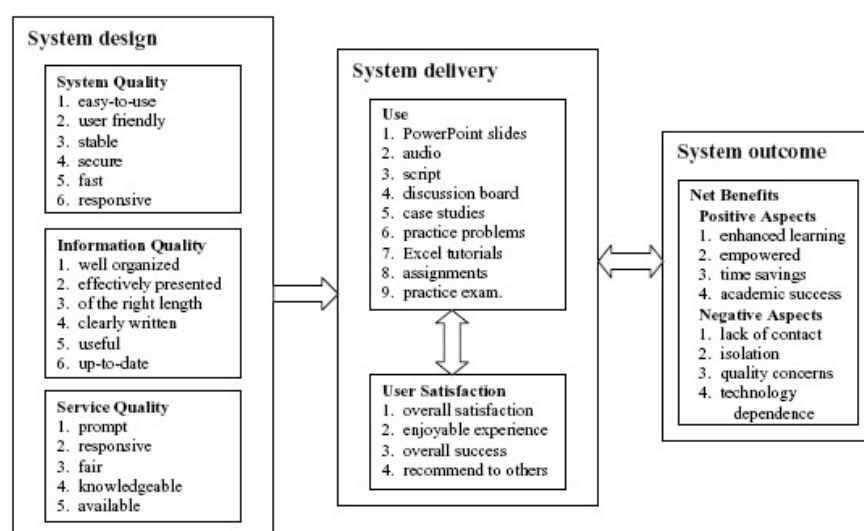 System design
System Quality
1. easy-to-use
2. user friendly
3. stable
4. secure
5. fast
6. responsive
Information Quality
1. well organized
2. effectively presented
3. of the right length
4. clearly written
5. useful
6. up-to-date
Service Quality
1. prompt
2. responsive
3. fair
4. knowledgeable
5. available
System delivery
Use
1. PowerPoint slides
2. audio
3. script
4. discussion board
5. case studies
6. practice problems
7. Excel tutorials
8. assignments
9. practice exam.
User Satisfaction
1. overall satisfaction
2. enjoyable experience
3. overall success
4. recommend to others
System outcome
Net Benefits
Positive Aspects
1. enhanced learning
2. empowered
3. time savings
4. academic success
Negative Aspects
1. lack of contact
2. isolation
3. quality concerns
4. technology
dependence